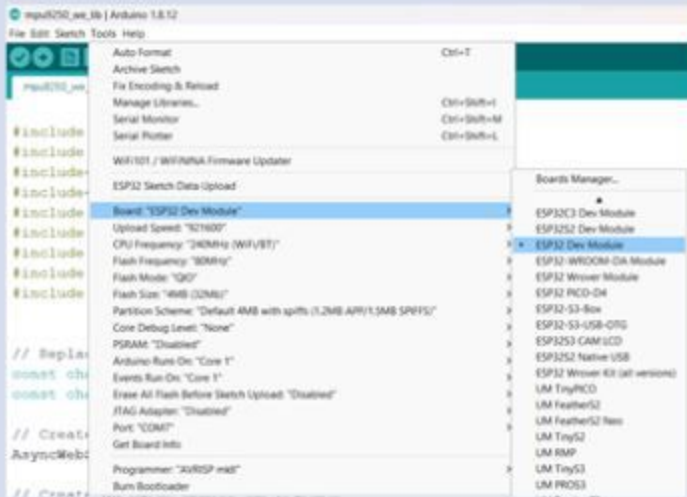 mpu9250_we_lib | Arduino 1.8.12
File Edit Sketch Tools Help
mpu9250_we_
Auto Format Ctrl+T
Archive Sketch
Fix Encoding & Reload
Manage Libraries... Ctrl+Shift+I
Serial Monitor Ctrl+Shift+M
Serial Plotter Ctrl+Shift+L
WiFi101 / WiFiNINA Firmware Updater
ESP32 Sketch Data Upload
Board: "ESP32 Dev Module"
Upload Speed: "921600"
CPU Frequency: "240MHz (WiFi/BT)"
Flash Frequency: "80MHz"
Flash Mode: "QIO"
Flash Size: "4MB (32Mb)"
Partition Scheme: "Default 4MB with spiffs (1.2MB APP/1.5MB SPIFFS)"
Core Debug Level: "None"
PSRAM: "Disabled"
Arduino Runs On: "Core 1"
Events Run On: "Core 1"
Erase All Flash Before Sketch Upload: "Disabled"
JTAG Adapter: "Disabled"
Port: "COM7"
Get Board Info
Programmer: "AVRISP mkII"
Burn Bootloader
Boards Manager...
ESP32C3 Dev Module
ESP32S2 Dev Module
ESP32 Dev Module
ESP32-WROOM-DA Module
ESP32 Wrover Module
ESP32 PICO-D4
ESP32-S3-Box
ESP32-S3-USB-OTG
ESP32S3 CAM LCD
ESP32S2 Native USB
ESP32 Wrover Kit (all versions)
UM TinyPICO
UM FeatherS2
UM FeatherS2 Neo
UM TinyS2
UM RMP
UM TinyS3
UM PROS3
#include
#include
#include<
#include<
#include
#include
#include
#include
#include
// Repla
const cha
const cha
// Create
AsyncWebS
// Create